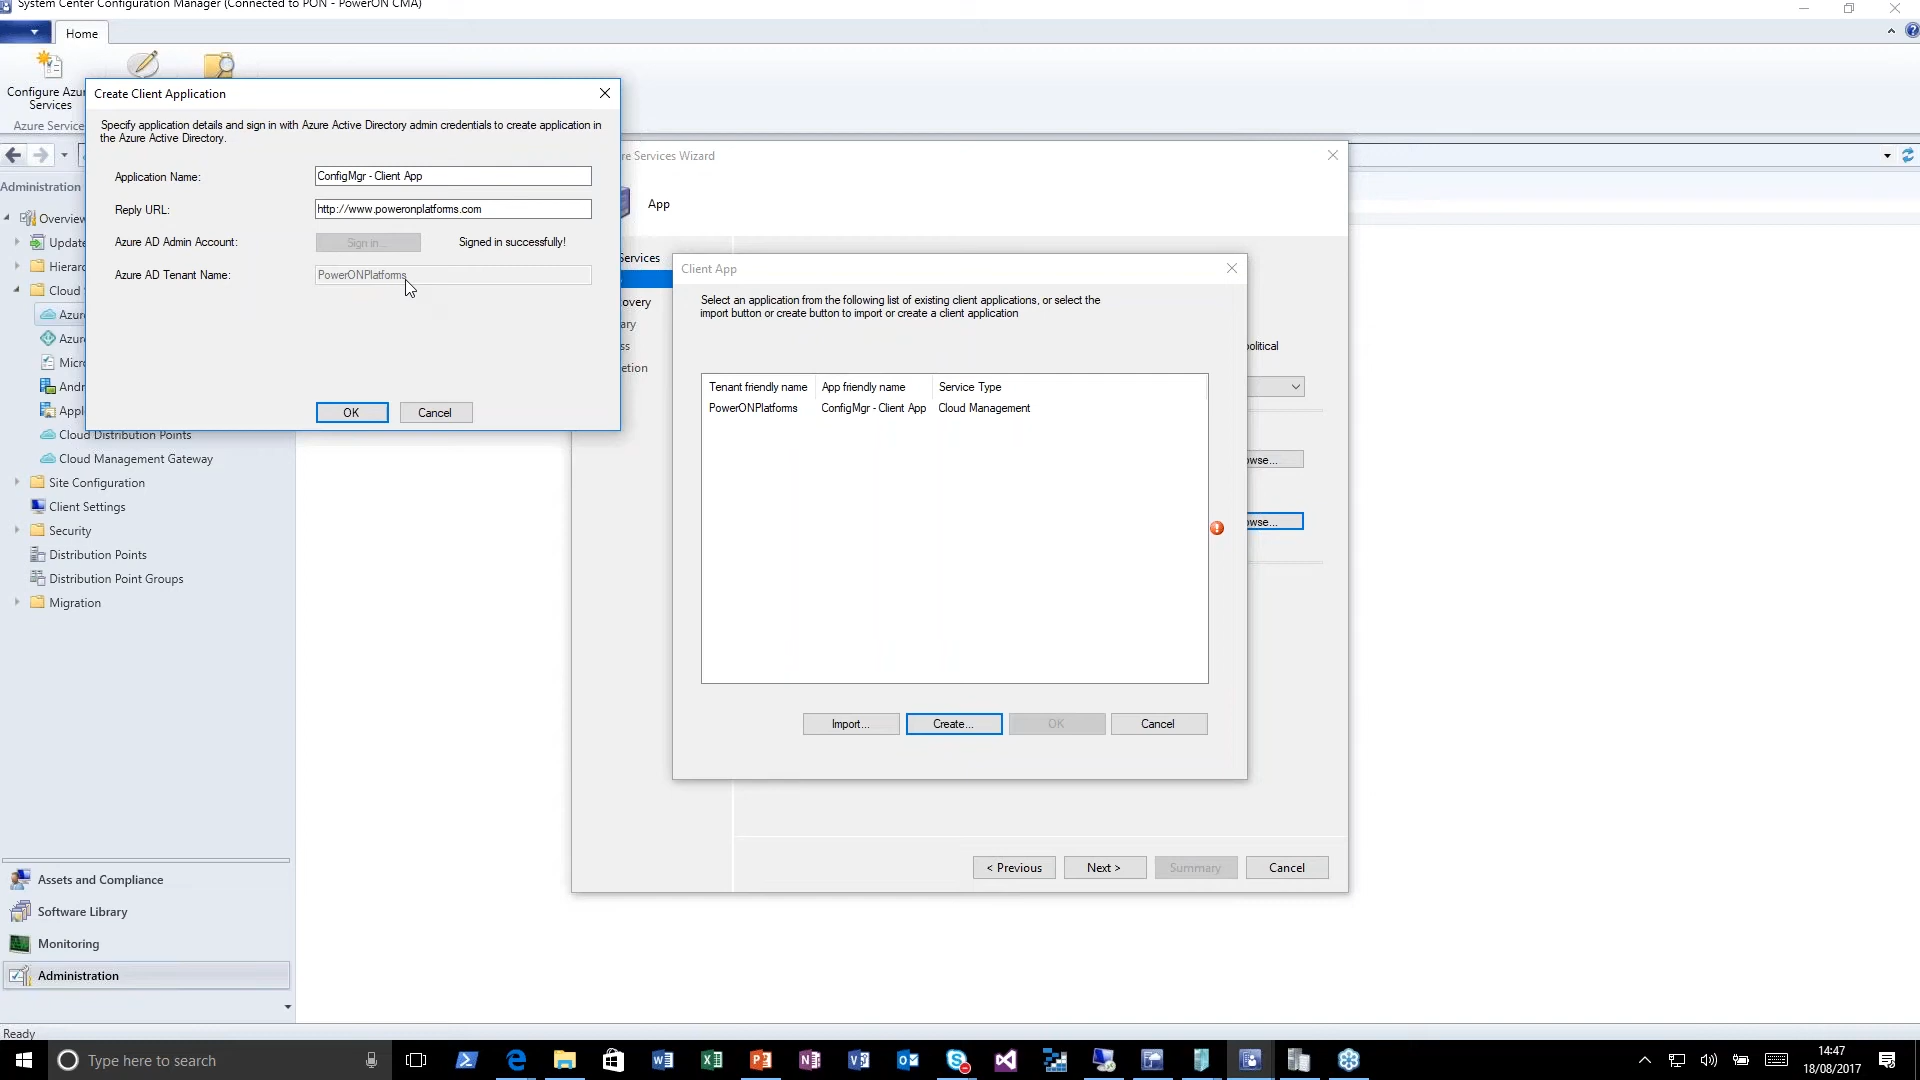 System Center Configuration Manager (Connected to PON - PowerON CMA)
Home
Configure Azur
Services
Azure Service
Create Client Application
Specify application details and sign in with Azure Active Directory admin credentials to create application in
the Azure Active Directory.
Application Name:
ConfigMgr - Client App
Reply URL:
http://www.poweronplatforms.com
Azure AD Admin Account:
Sign in...
Signed in successfully!
Azure AD Tenant Name:
PowerONPlatforms
OK
Cancel
re Services Wizard
App
Services
overy
ary
ss
etion
Client App
Select an application from the following list of existing client applications, or select the
import button or create button to import or create a client application
Tenant friendly name
App friendly name
Service Type
PowerONPlatforms
ConfigMgr - Client App
Cloud Management
Import...
Create...
OK
Cancel
political
owse...
owse...
< Previous
Next >
Summary
Cancel
Administration
Overview
Update
Hierarc
Cloud
Azur
Azur
Micr
Andr
Appl
Cloud Distribution Points
Cloud Management Gateway
Site Configuration
Client Settings
Security
Distribution Points
Distribution Point Groups
Migration
Assets and Compliance
Software Library
Monitoring
Administration
Ready
Type here to search
14:47
18/08/2017